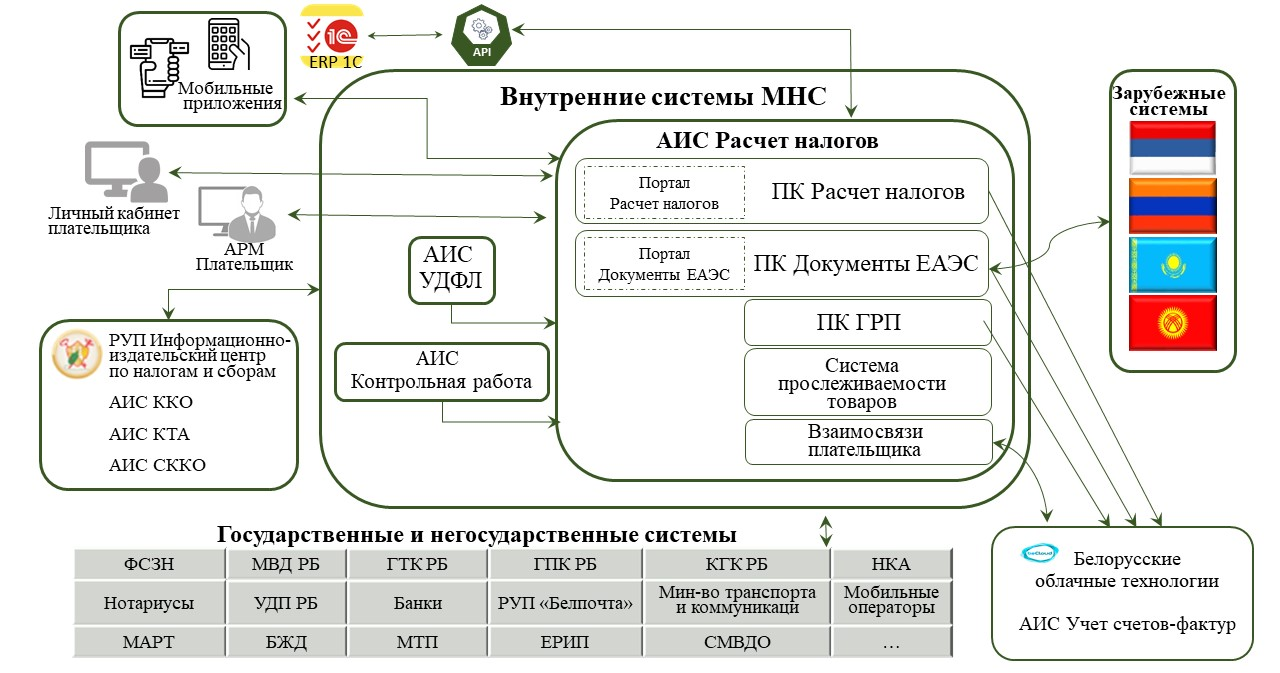 1С
ERP 1C
API
Мобильные
приложения
Внутренние системы МНС
Зарубежные
системы
АИС Расчет налогов
Портал
Расчет налогов
ПК Расчет налогов
Личный кабинет
плательщика
АРМ
Плательщик
АИС
УДФЛ
Портал
Документы ЕАЭС
ПК Документы ЕАЭС
ПК ГРП
РУП Информационно-
издательский центр
по налогам и сборам
АИС ККО
АИС КТА
АИС СККО
АИС
Контрольная работа
Система
прослеживаемости
товаров
Взаимосвязи
плательщика
Государственные и негосударственные системы
ФСЗН
МВД РБ
ГТК РБ
ГПК РБ
КГК РБ
НКА
Нотариусы
УДП РБ
Банки
РУП «Белпочта»
Мин-во транспорта
и коммуникаци
Мобильные
операторы
МАРТ
БЖД
МТП
ЕРИП
СМВДО
…
beCloud
Белорусские
облачные технологии
АИС Учет счетов-фактур